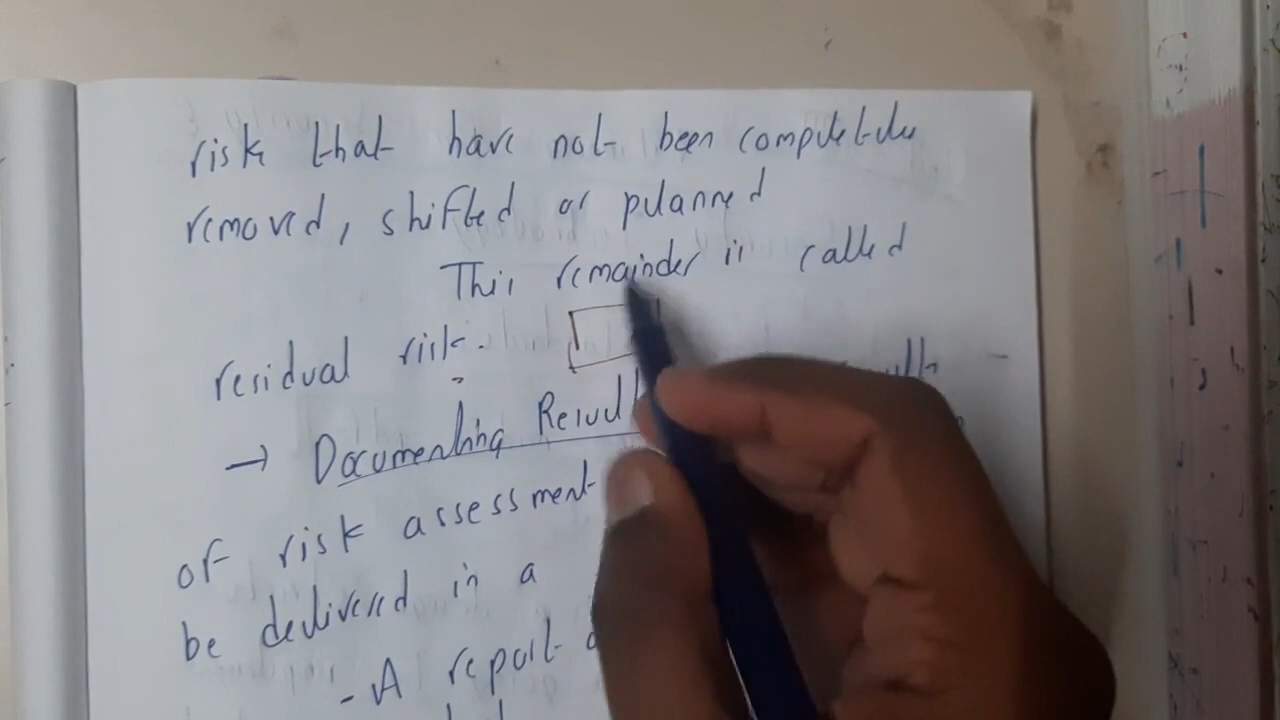 risk that have not been completely
removed, shifted or planned
This remainder is called
residual risk.
→ Documenting Result
of risk assessment
be delivered in a
- A report